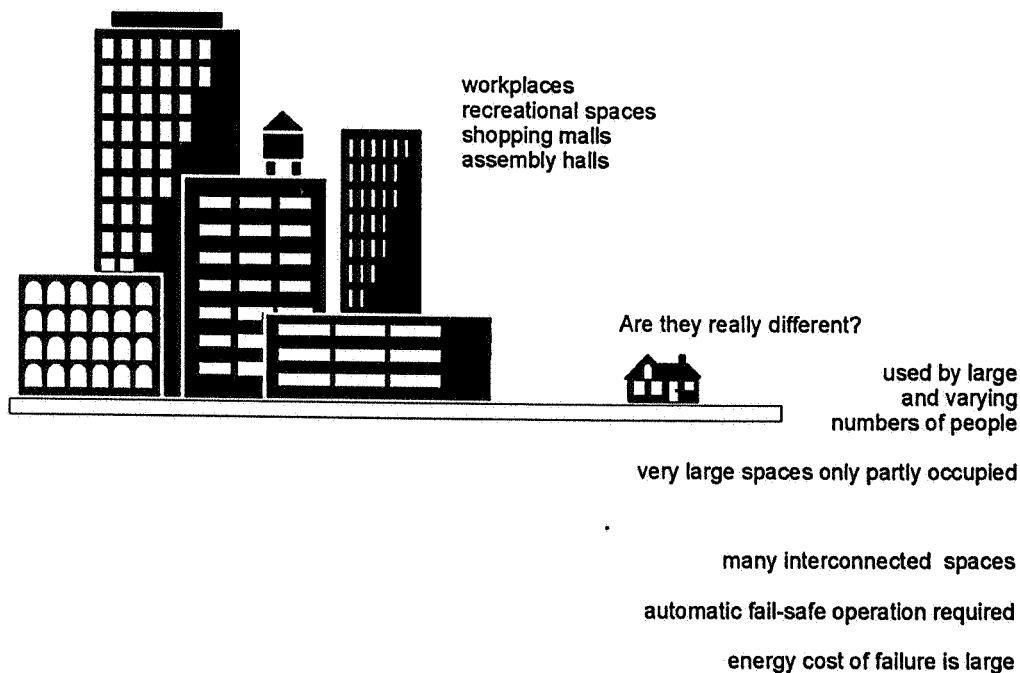 workplaces
recreational spaces
shopping malls
assembly halls
Are they really different?
used by large
and varying
numbers of people
very large spaces only partly occupied
many interconnected spaces
automatic fail-safe operation required
energy cost of failure is large